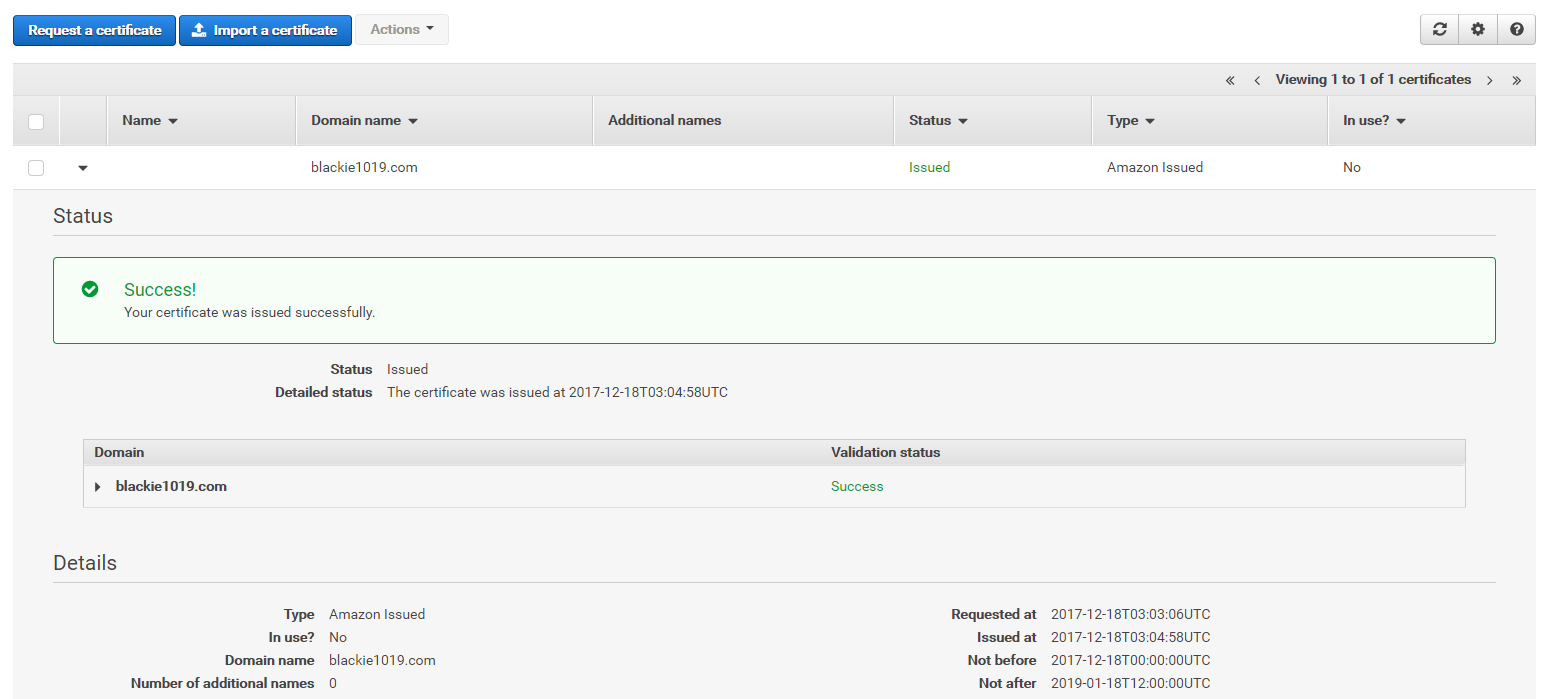 Request a certificate Import a certificate Actions
« ‹ Viewing 1 to 1 of 1 certificates › »
Name Domain name Additional names Status Type In use?
blackie1019.com Issued Amazon Issued No
Status
Success!
Your certificate was issued successfully.
Status Issued
Detailed status The certificate was issued at 2017-12-18T03:04:58UTC
Domain Validation status
blackie1019.com Success
Details
Type Amazon Issued Requested at 2017-12-18T03:03:06UTC
In use? No Issued at 2017-12-18T03:04:58UTC
Domain name blackie1019.com Not before 2017-12-18T00:00:00UTC
Number of additional names 0 Not after 2019-01-18T12:00:00UTC